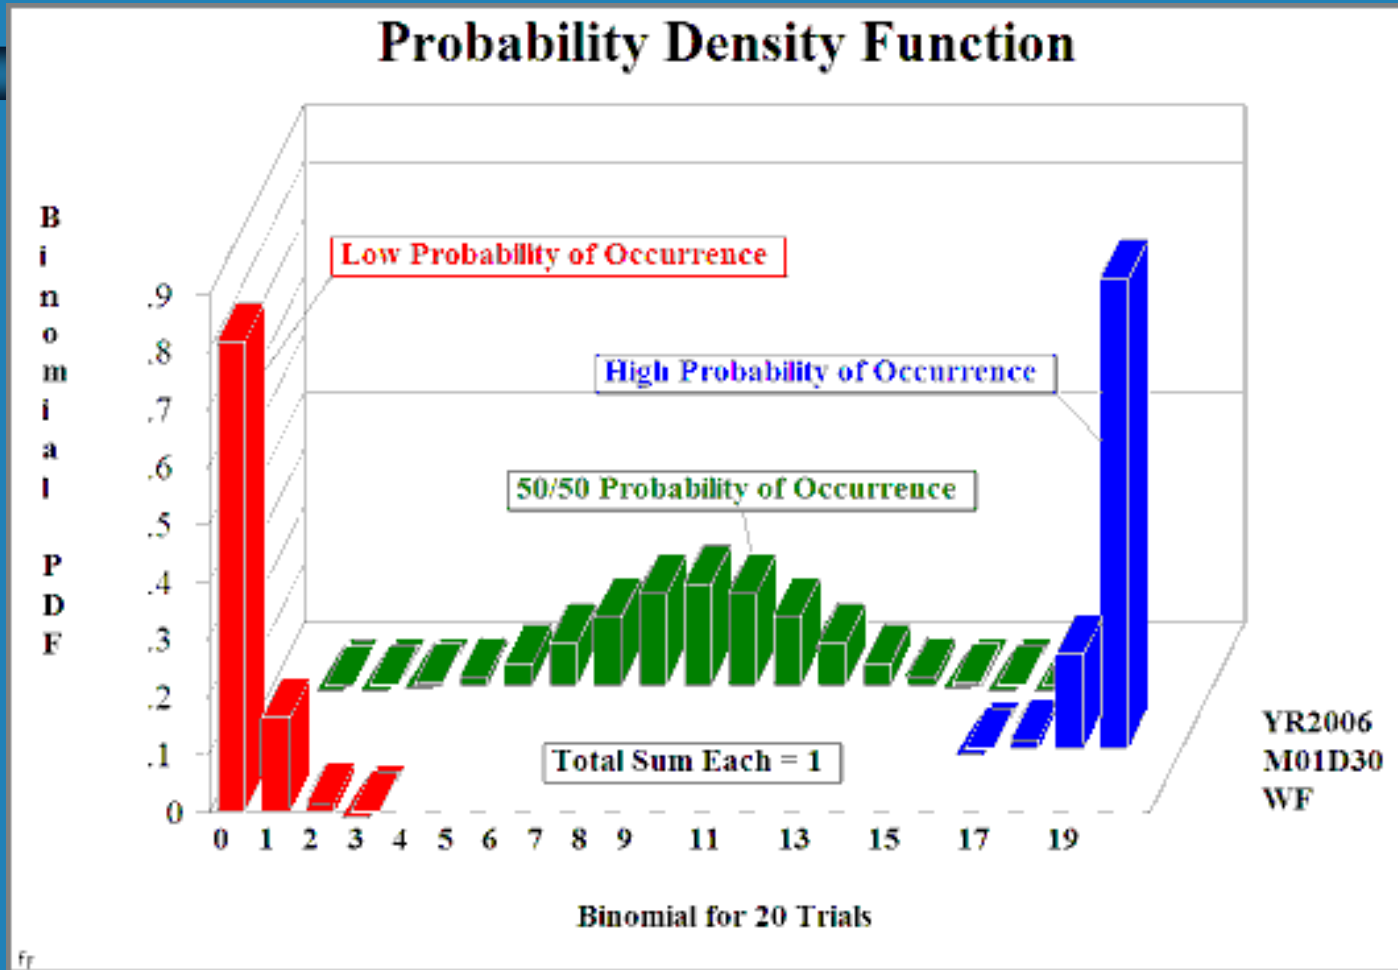 Probability Density Function
Binomial PDF
Low Probability of Occurrence
High Probability of Occurrence
50/50 Probability of Occurrence
Total Sum Each = 1
.9
.8
.7
.6
.5
.4
.3
.2
.1
0
0 1 2 3 4 5 6 7 8 9 11 13 15 17 19
YR2006
M01D30
WF
Binomial for 20 Trials